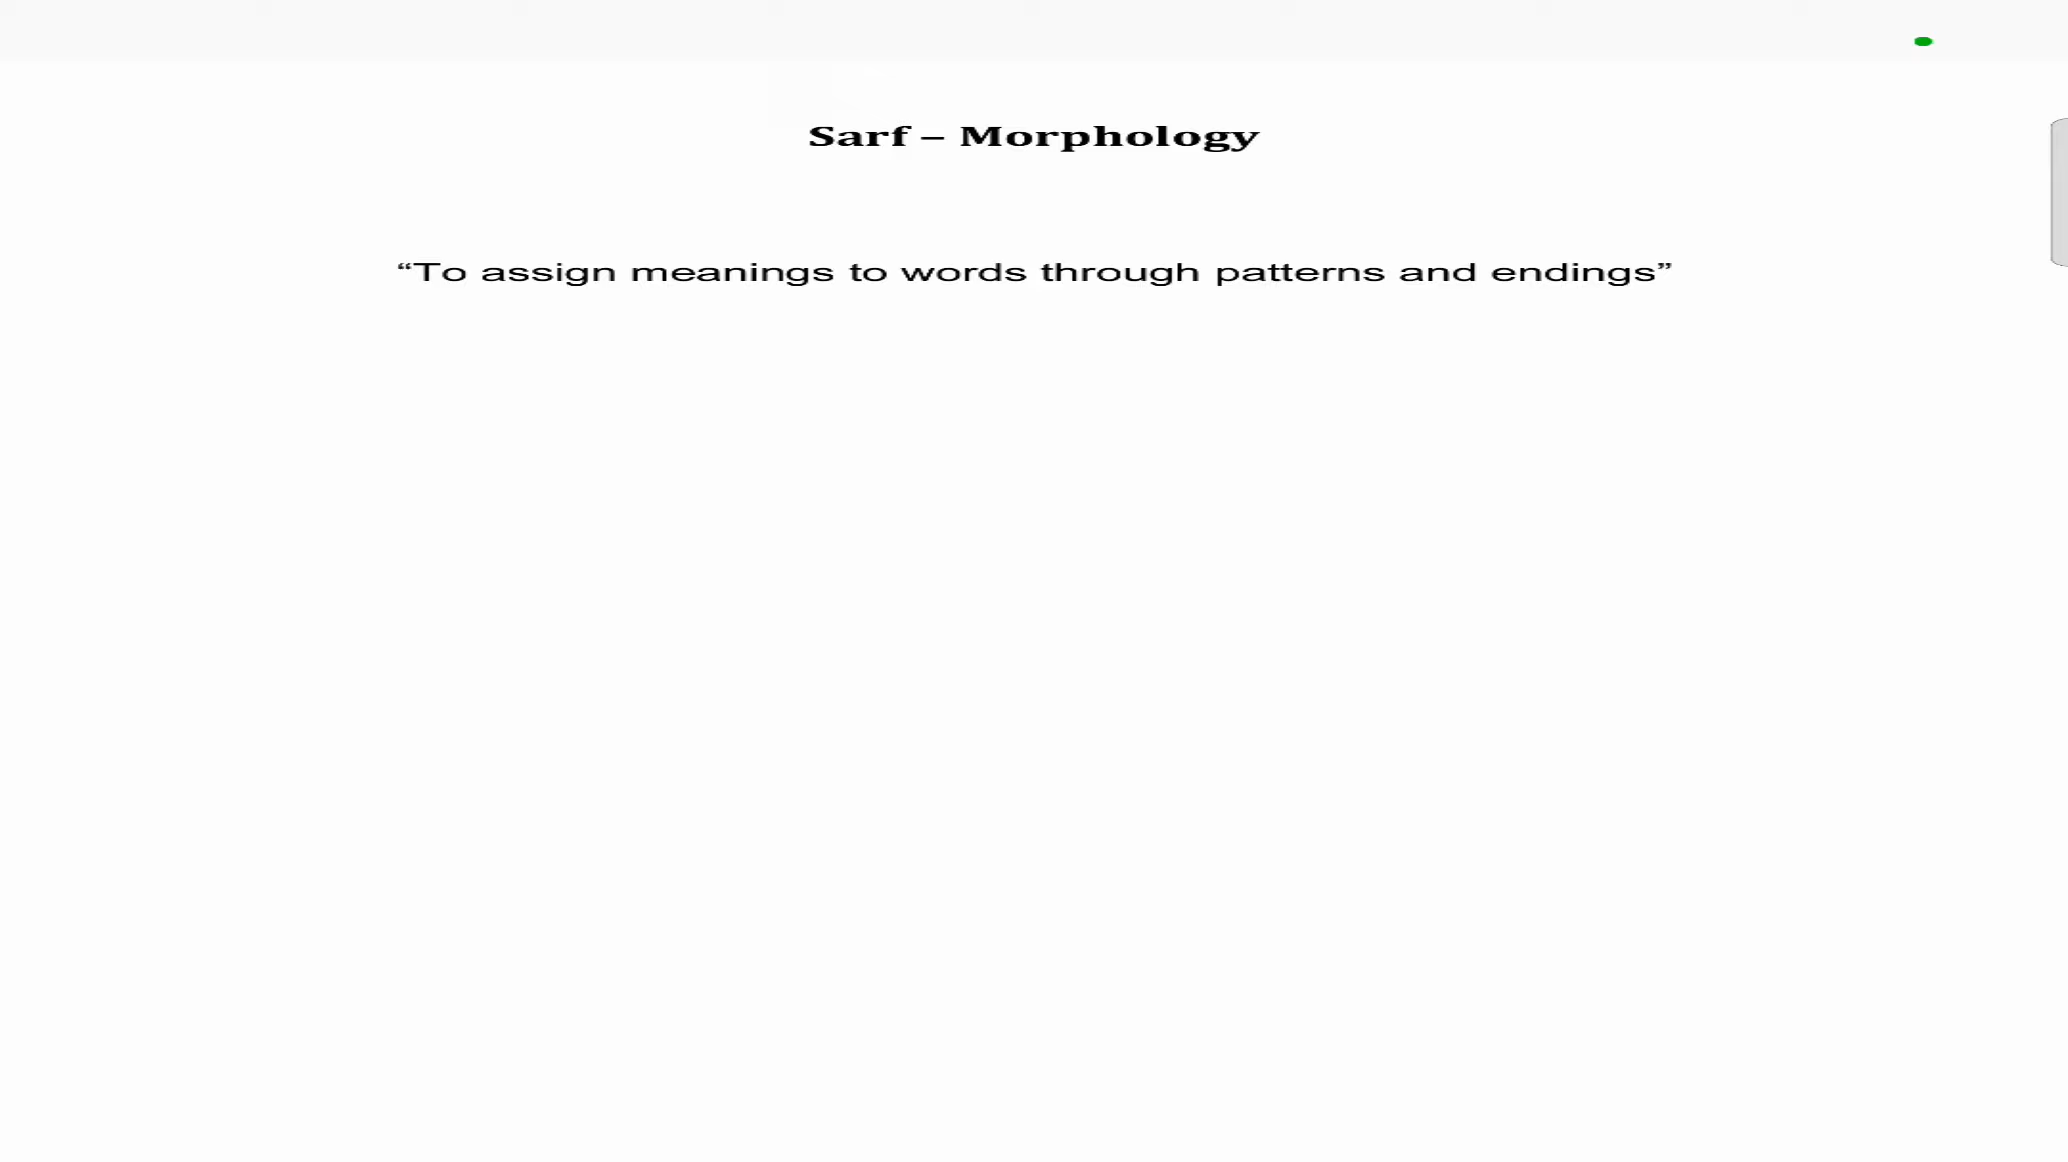 Sarf – Morphology
“To assign meanings to words through patterns and endings”